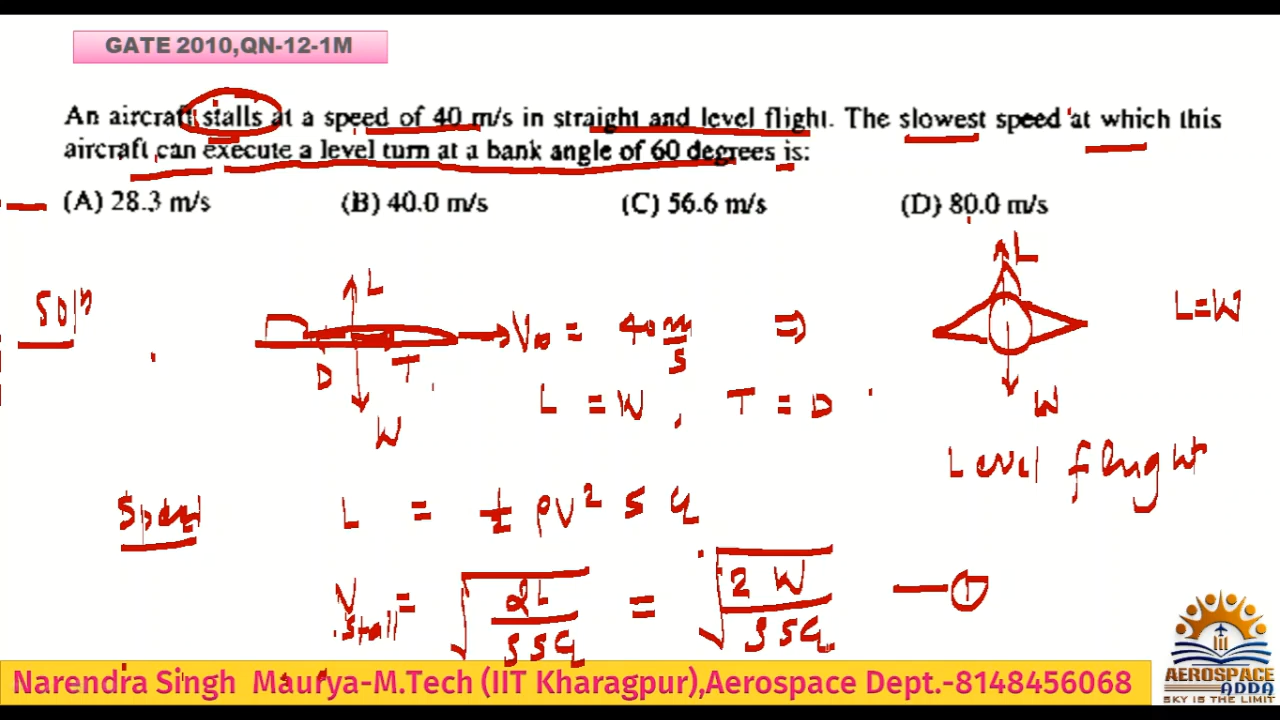 GATE 2010,QN-12-1M
An aircraft stalls at a speed of 40 m/s in straight and level flight. The slowest speed at which this
aircraft can execute a level turn at a bank angle of 60 degrees is:
(A) 28.3 m/s (B) 40.0 m/s (C) 56.6 m/s (D) 80.0 m/s
Soln
L
D T
W
V∞ = 40 m/s ⇒
L = W , T = D
L
W
L=W
Level flight
Speed L = ½ ρV² S CL
Vstall = √(2L / ρSCL) = √(2W / ρSCL) — ①
Narendra Singh Maurya-M.Tech (IIT Kharagpur),Aerospace Dept.-8148456068
AEROSPACE
ADDA
SKY IS THE LIMIT